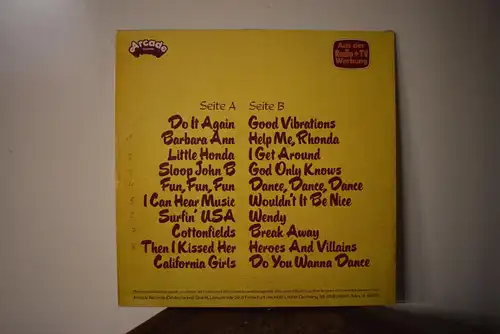 Arcade
Aus der
Radio + TV
Werbung
Seite A
Do It Again
Barbara Ann
Little Honda
Sloop John B
Fun, Fun, Fun
I Can Hear Music
Surfin' USA
Cottonfields
Then I Kissed Her
California Girls
Seite B
Good Vibrations
Help Me, Rhonda
I Get Around
God Only Knows
Dance, Dance, Dance
Wouldn't It Be Nice
Wendy
Break Away
Heroes And Villains
Do You Wanna Dance